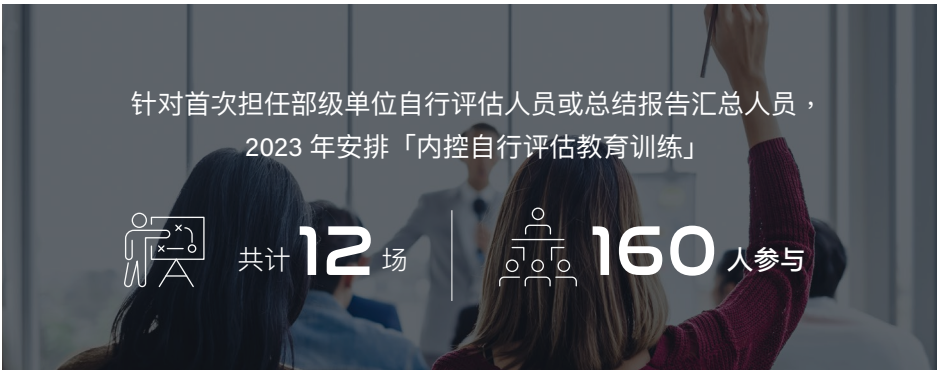 针对首次担任部级单位自行评估人员或总结报告汇总人员，
2023 年安排「内控自行评估教育训练」
共计 12 场
160 人参与